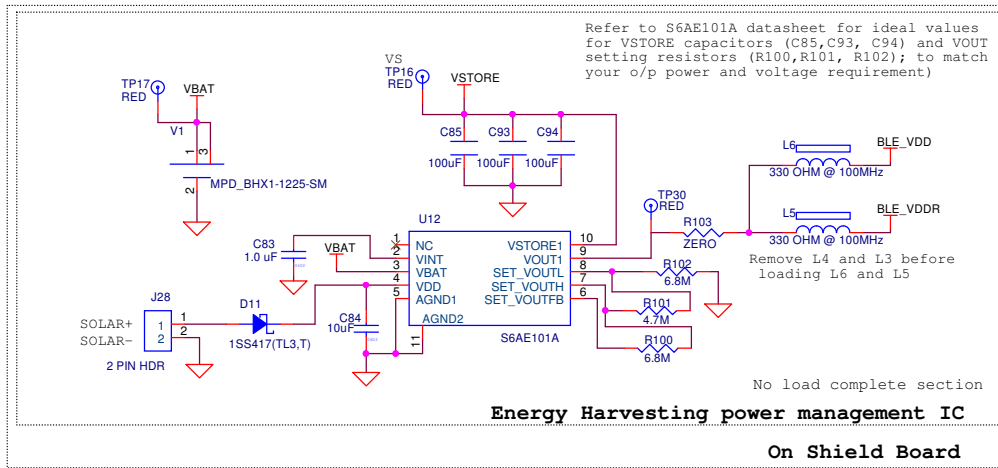 Refer to S6AE101A datasheet for ideal values
for VSTORE capacitors (C85,C93, C94) and VOUT
setting resistors (R100,R101, R102); to match
your o/p power and voltage requirement)
VS
TP16
RED
VSTORE
TP17
RED
VBAT
V1
1
3
2
MPD_BHX1-1225-SM
C85
100uF
C93
100uF
C94
100uF
L6
330 OHM @ 100MHz
BLE_VDD
L5
330 OHM @ 100MHz
BLE_VDDR
Remove L4 and L3 before
loading L6 and L5
TP30
RED
R103
ZERO
U12
1 NC
2 VINT
3 VBAT
4 VDD
5 AGND1
AGND2
11
VSTORE1 10
VOUT1 9
SET_VOUTL 8
SET_VOUTH 7
SET_VOUTFB 6
S6AE101A
C83
1.0 uF
VBAT
R102
6.8M
R101
4.7M
R100
6.8M
J28
SOLAR+ 1 1
SOLAR- 2 2
2 PIN HDR
D11
1SS417(TL3,T)
C84
10uF
No load complete section
Energy Harvesting power management IC
On Shield Board